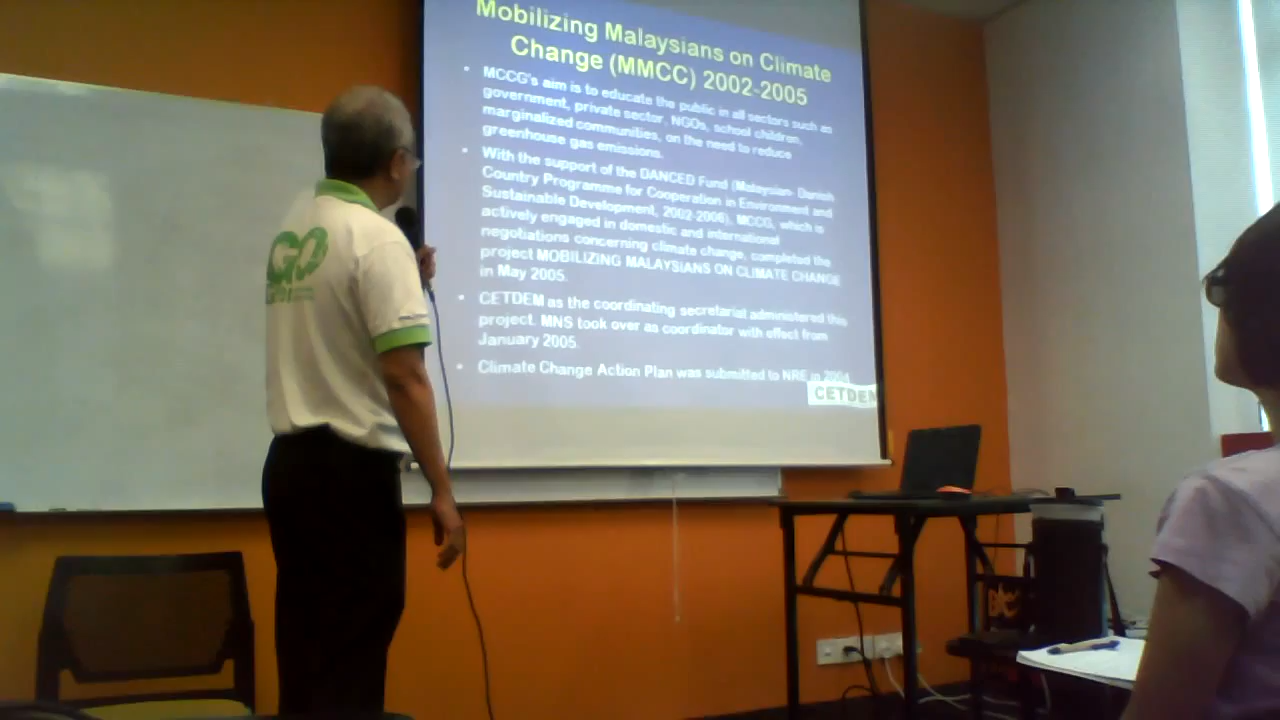 Mobilizing Malaysians on Climate
Change (MMCC) 2002-2005
• MCCG's aim is to educate the public in all sectors such as
government, private sector, NGOs, school children,
marginalized communities, on the need to reduce
greenhouse gas emissions.
• With the support of the DANCED Fund (Malaysian- Danish
Country Programme for Cooperation in Environment and
Sustainable Development, 2002-2006), MCCG, which is
actively engaged in domestic and international
negotiations concerning climate change, completed the
project MOBILIZING MALAYSIANS ON CLIMATE CHANGE
in May 2005.
• CETDEM as the coordinating secretariat administered this
project. MNS took over as coordinator with effect from
January 2005.
• Climate Change Action Plan was submitted to NRE in 2004
CETDEM
GO